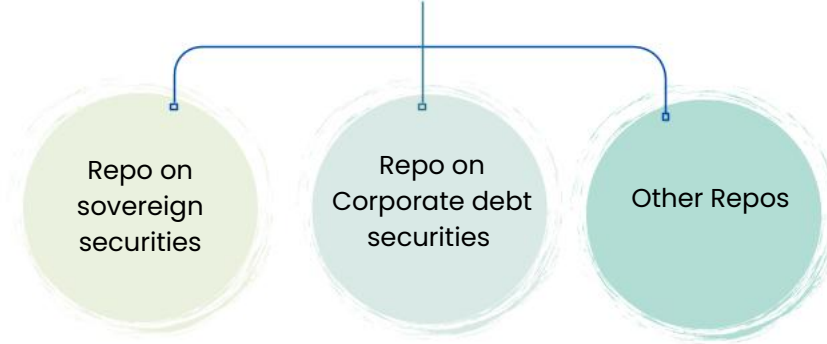 Repo on
sovereign
securities
Repo on
Corporate debt
securities
Other Repos